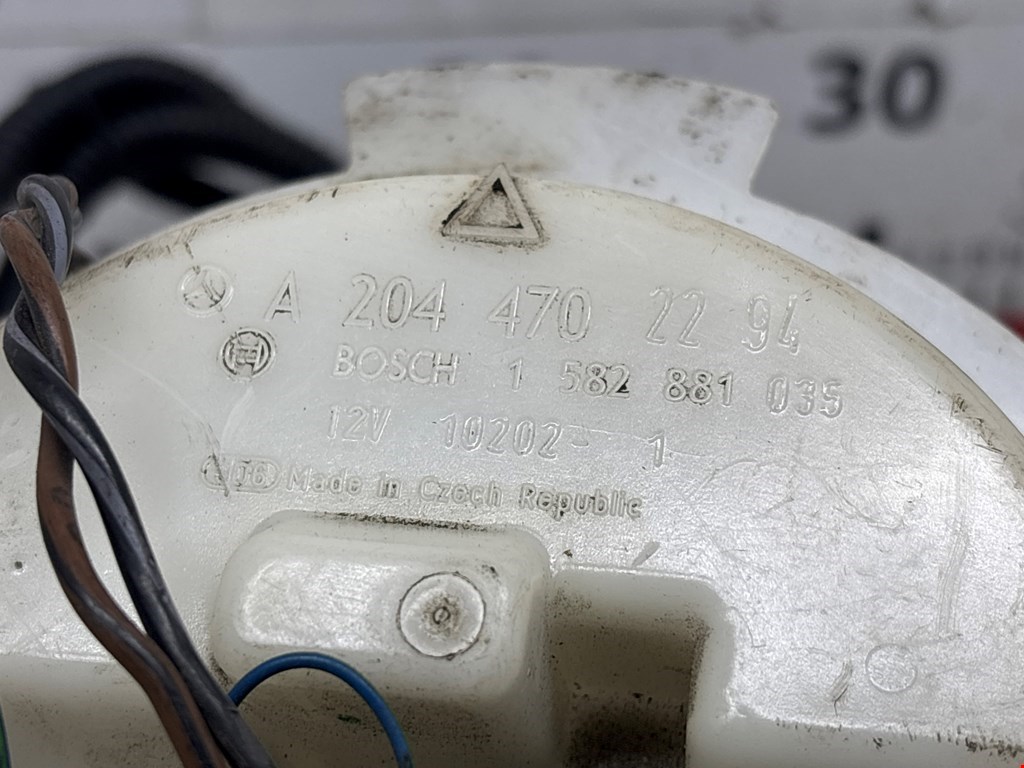 30
A 204 470 22 94
BOSCH 1 582 881 035
12V 10202 1
Made in Czech Republic